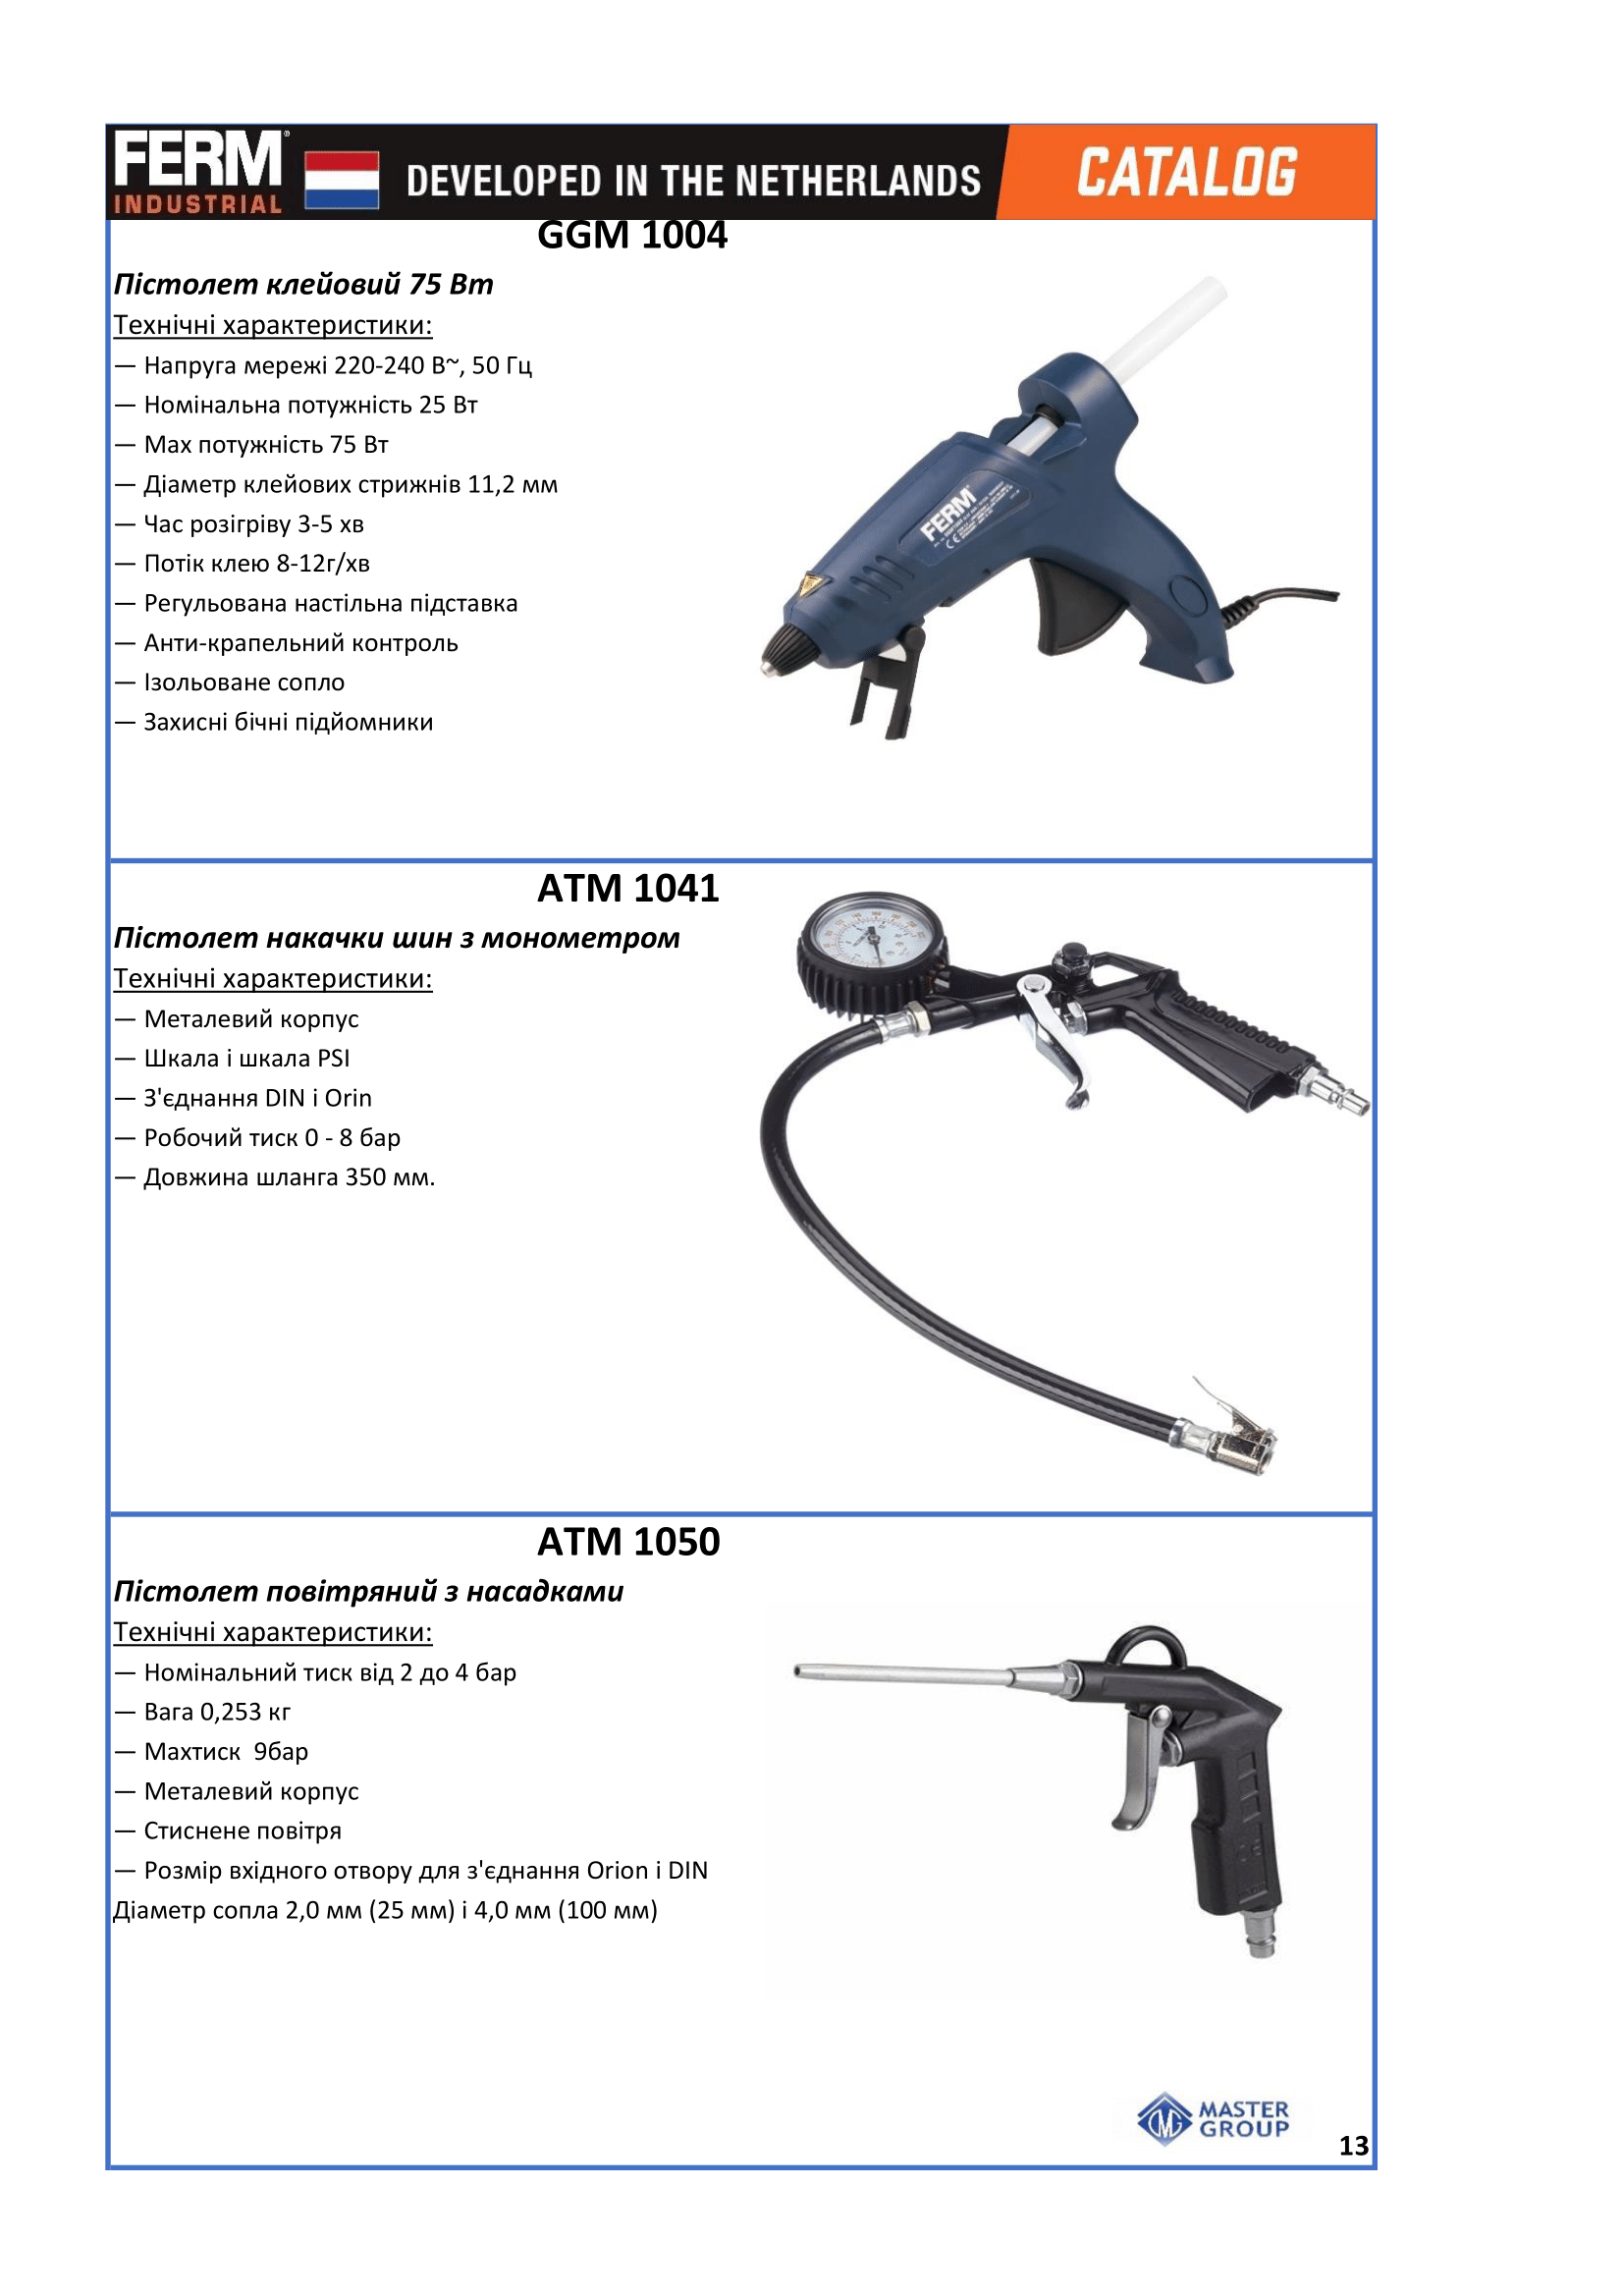 FERM®
INDUSTRIAL
DEVELOPED IN THE NETHERLANDS
CATALOG
GGM 1004
Пістолет клейовий 75 Вт
Технічні характеристики:
— Напруга мережі 220-240 В~, 50 Гц
— Номінальна потужність 25 Вт
— Мах потужність 75 Вт
— Діаметр клейових стрижнів 11,2 мм
— Час розігріву 3-5 хв
— Потік клею 8-12г/хв
— Регульована настільна підставка
— Анти-крапельний контроль
— Ізольоване сопло
— Захисні бічні підйомники
FERM
ATM 1041
Пістолет накачки шин з монометром
Технічні характеристики:
— Металевий корпус
— Шкала і шкала PSI
— З'єднання DIN і Orin
— Робочий тиск 0 - 8 бар
— Довжина шланга 350 мм.
ATM 1050
Пістолет повітряний з насадками
Технічні характеристики:
— Номінальний тиск від 2 до 4 бар
— Вага 0,253 кг
— Махтиск  9бар
— Металевий корпус
— Стиснене повітря
— Розмір вхідного отвору для з'єднання Orion і DIN
Діаметр сопла 2,0 мм (25 мм) і 4,0 мм (100 мм)
MASTER
GROUP
13